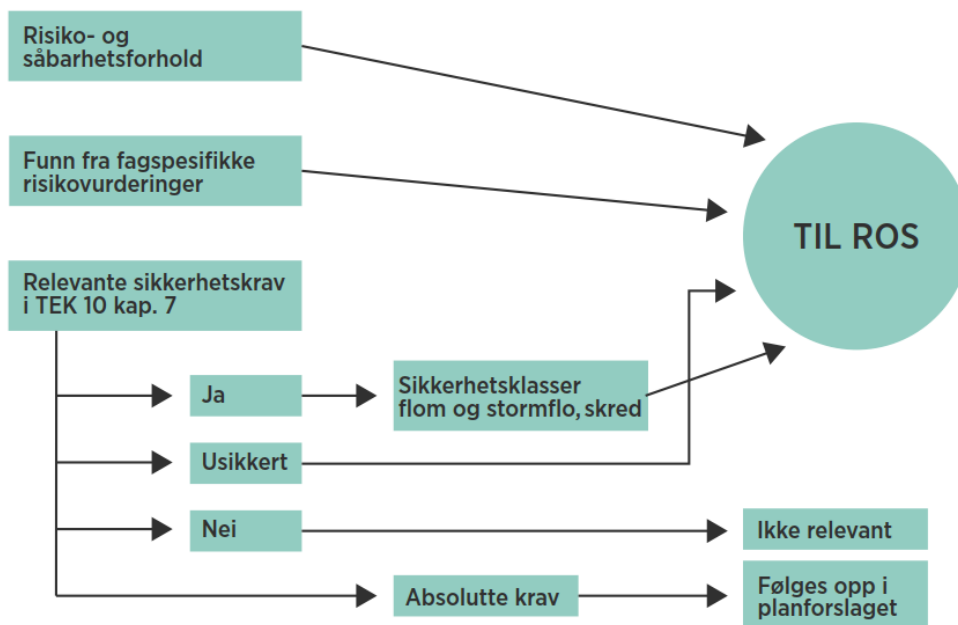 Risiko- og
såbarhetsforhold
Funn fra fagspesifikke
risikovurderinger
TIL ROS
Relevante sikkerhetskrav
i TEK 10 kap. 7
Ja
Sikkerhetsklasser
flom og stormflo, skred
Usikkert
Nei
Ikke relevant
Absolutte krav
Følges opp i
planforslaget